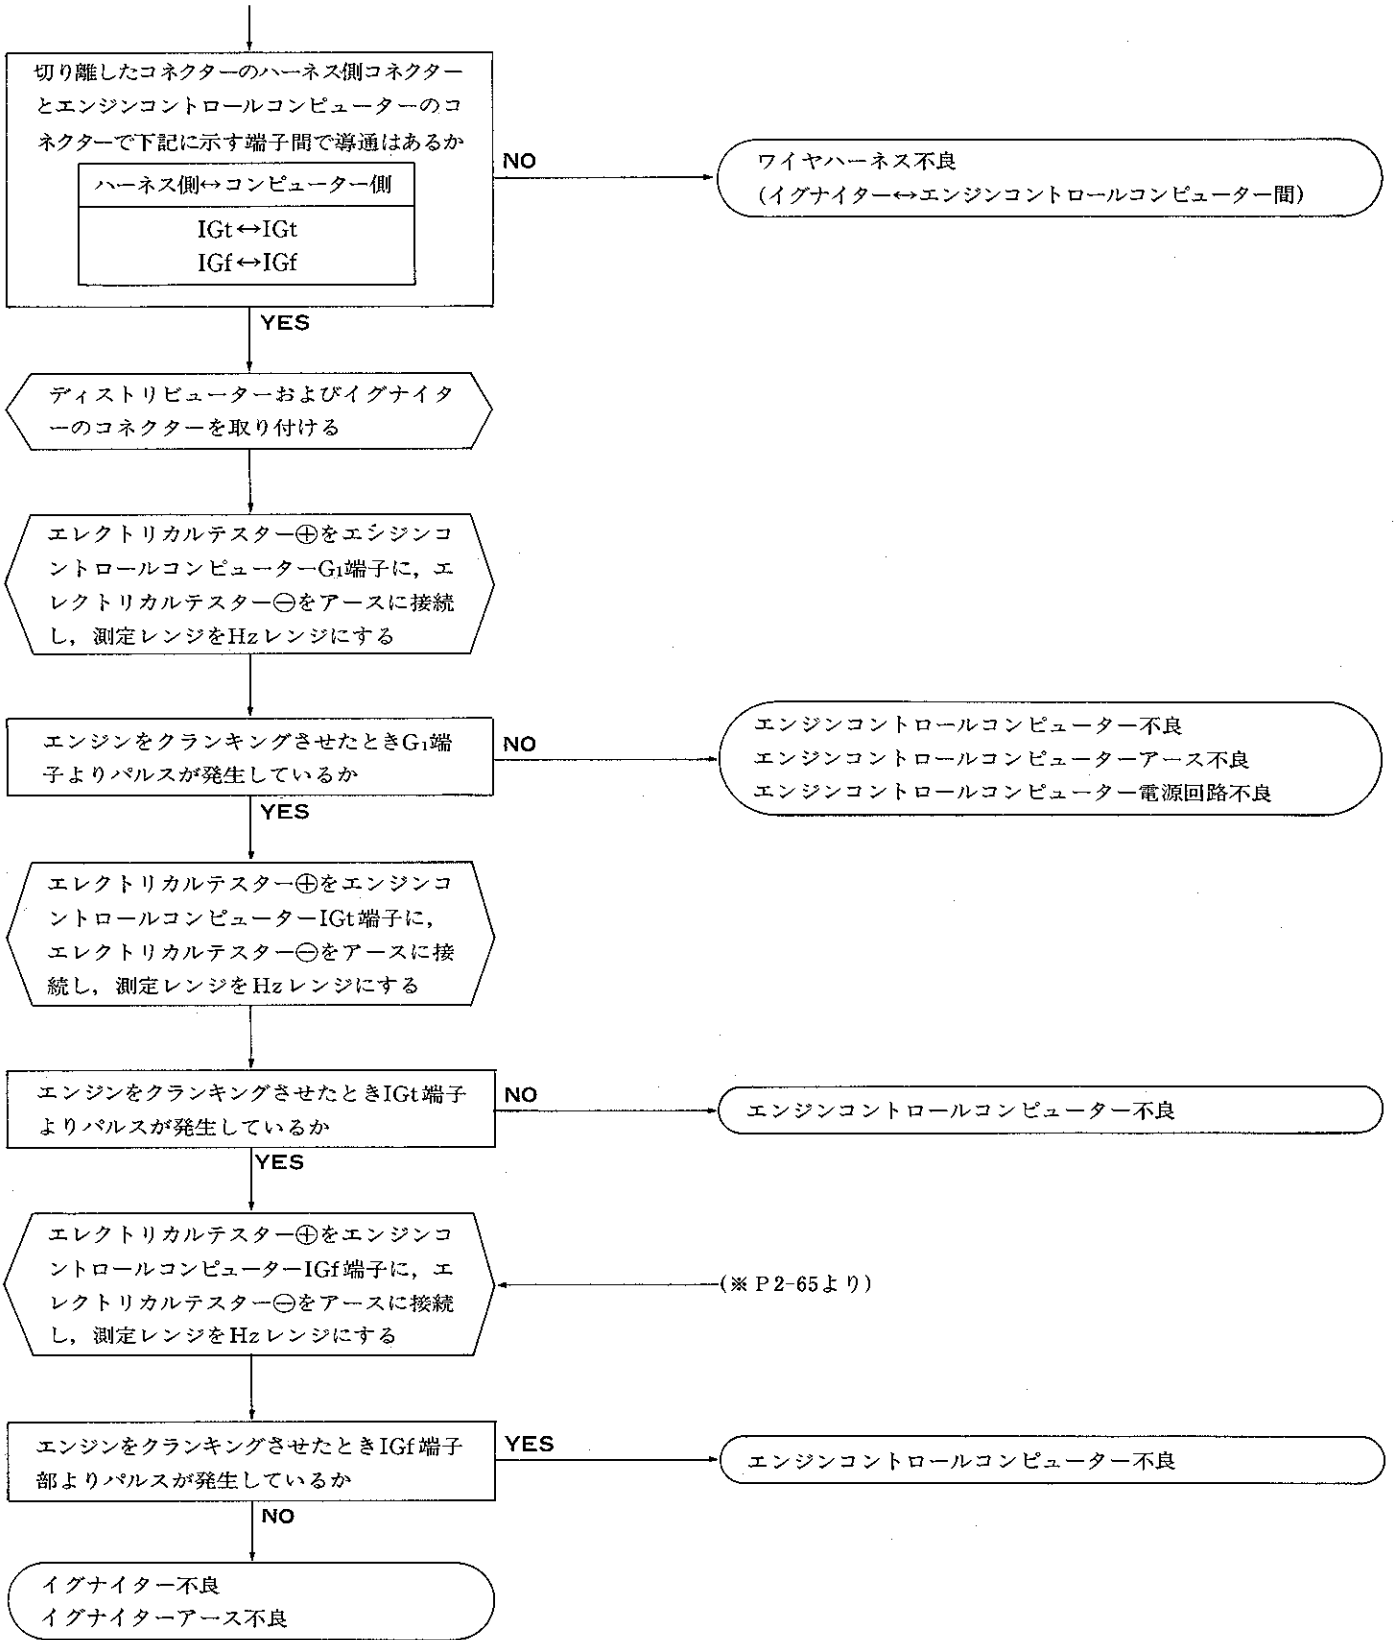 切り離したコネクターのハーネス側コネクター
とエンジンコントロールコンピューターのコ
ネクターで下記に示す端子間で導通はあるか
ハーネス側↔コンピューター側
IGt↔IGt
IGf↔IGf
NO
ワイヤハーネス不良
(イグナイター↔エンジンコントロールコンピューター間)
YES
ディストリビューターおよびイグナイタ
ーのコネクターを取り付ける
エレクトリカルテスター⊕をエンジンコ
ントロールコンピューターG₁端子に，エ
レクトリカルテスター⊖をアースに接続
し，測定レンジをHzレンジにする
エンジンをクランキングさせたときG₁端
子よりパルスが発生しているか
NO
エンジンコントロールコンピューター不良
エンジンコントロールコンピューターアース不良
エンジンコントロールコンピューター電源回路不良
YES
エレクトリカルテスター⊕をエンジンコ
ントロールコンピューターIGt端子に，
エレクトリカルテスター⊖をアースに接
続し，測定レンジをHzレンジにする
エンジンをクランキングさせたときIGt端子
よりパルスが発生しているか
NO
エンジンコントロールコンピューター不良
YES
エレクトリカルテスター⊕をエンジンコ
ントロールコンピューターIGf端子に，エ
レクトリカルテスター⊖をアースに接続
し，測定レンジをHzレンジにする
(※P2-65より)
エンジンをクランキングさせたときIGf端子
部よりパルスが発生しているか
YES
エンジンコントロールコンピューター不良
NO
イグナイター不良
イグナイターアース不良